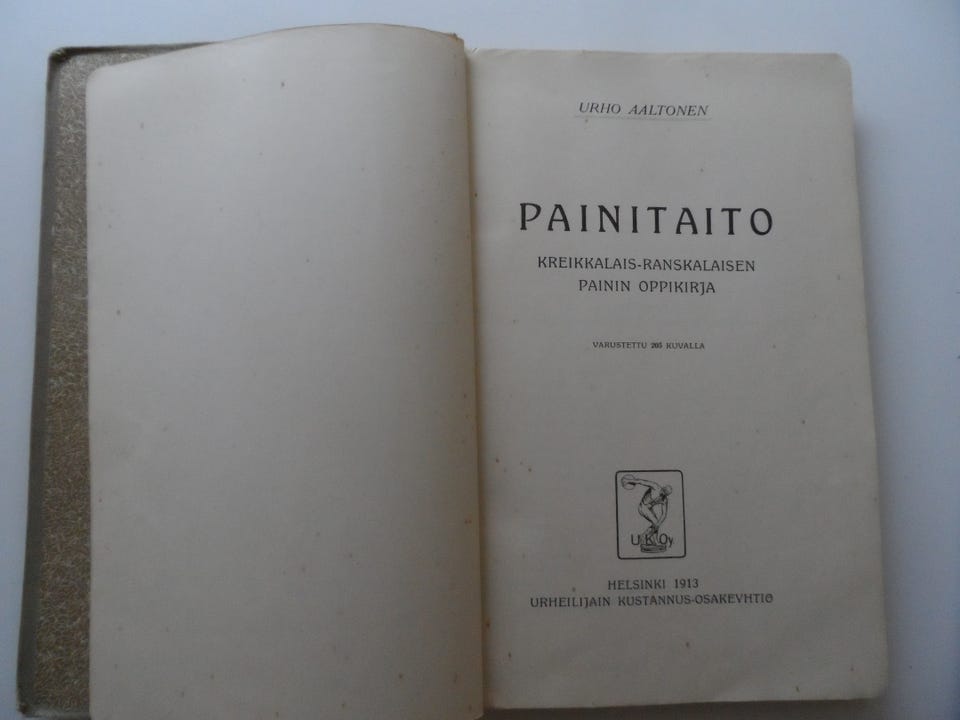 URHO AALTONEN
PAINITAITO
KREIKKALAIS-RANSKALAISEN
PAININ OPPIKIRJA
VARUSTETTU 205 KUVALLA
U.K.Oy.
HELSINKI 1913
URHEILIJAIN KUSTANNUS-OSAKEYHTIÖ